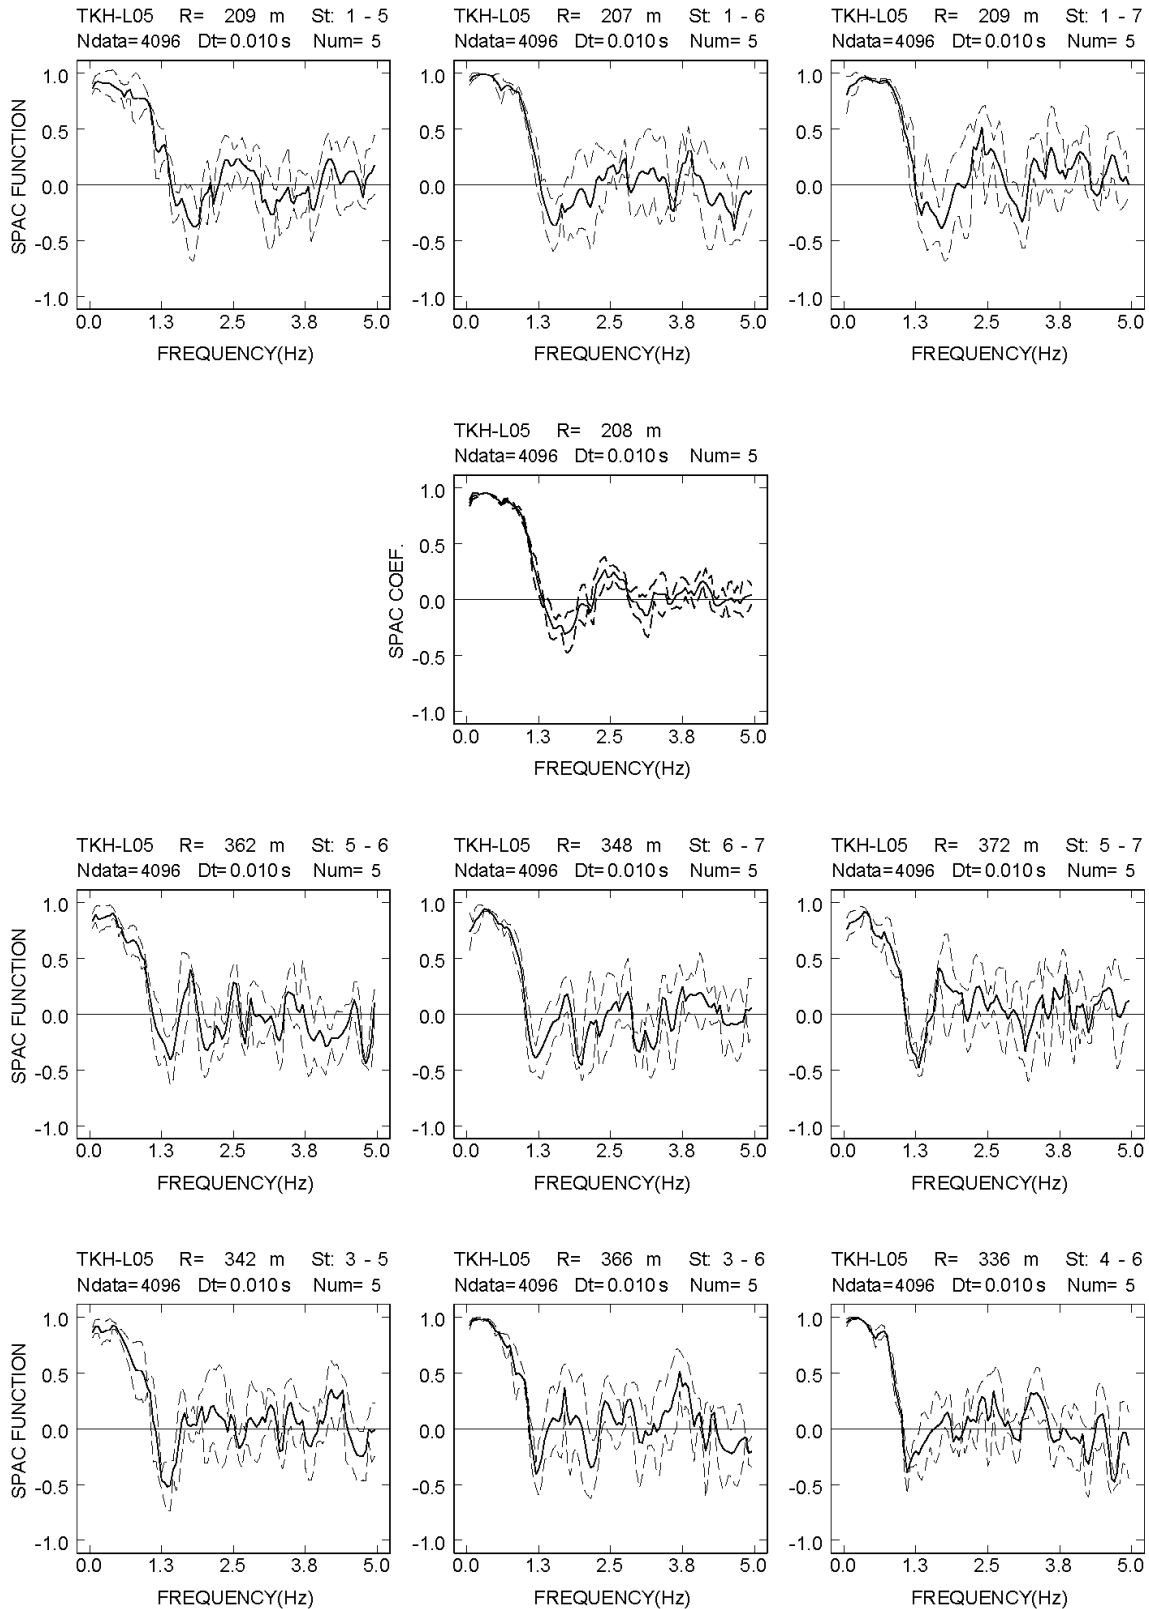 TKH-L05 R= 209 m St: 1 - 5
Ndata=4096 Dt=0.010 s Num= 5
SPAC FUNCTION
1.0
0.5
0.0
-0.5
-1.0
0.0 1.3 2.5 3.8 5.0
FREQUENCY(Hz)
TKH-L05 R= 207 m St: 1 - 6
Ndata=4096 Dt=0.010 s Num= 5
1.0
0.5
0.0
-0.5
-1.0
0.0 1.3 2.5 3.8 5.0
FREQUENCY(Hz)
TKH-L05 R= 209 m St: 1 - 7
Ndata=4096 Dt=0.010 s Num= 5
1.0
0.5
0.0
-0.5
-1.0
0.0 1.3 2.5 3.8 5.0
FREQUENCY(Hz)
TKH-L05 R= 208 m
Ndata=4096 Dt=0.010 s Num= 5
SPAC COEF.
1.0
0.5
0.0
-0.5
-1.0
0.0 1.3 2.5 3.8 5.0
FREQUENCY(Hz)
TKH-L05 R= 362 m St: 5 - 6
Ndata=4096 Dt=0.010 s Num= 5
SPAC FUNCTION
1.0
0.5
0.0
-0.5
-1.0
0.0 1.3 2.5 3.8 5.0
FREQUENCY(Hz)
TKH-L05 R= 348 m St: 6 - 7
Ndata=4096 Dt=0.010 s Num= 5
1.0
0.5
0.0
-0.5
-1.0
0.0 1.3 2.5 3.8 5.0
FREQUENCY(Hz)
TKH-L05 R= 372 m St: 5 - 7
Ndata=4096 Dt=0.010 s Num= 5
1.0
0.5
0.0
-0.5
-1.0
0.0 1.3 2.5 3.8 5.0
FREQUENCY(Hz)
TKH-L05 R= 342 m St: 3 - 5
Ndata=4096 Dt=0.010 s Num= 5
SPAC FUNCTION
1.0
0.5
0.0
-0.5
-1.0
0.0 1.3 2.5 3.8 5.0
FREQUENCY(Hz)
TKH-L05 R= 366 m St: 3 - 6
Ndata=4096 Dt=0.010 s Num= 5
1.0
0.5
0.0
-0.5
-1.0
0.0 1.3 2.5 3.8 5.0
FREQUENCY(Hz)
TKH-L05 R= 336 m St: 4 - 6
Ndata=4096 Dt=0.010 s Num= 5
1.0
0.5
0.0
-0.5
-1.0
0.0 1.3 2.5 3.8 5.0
FREQUENCY(Hz)